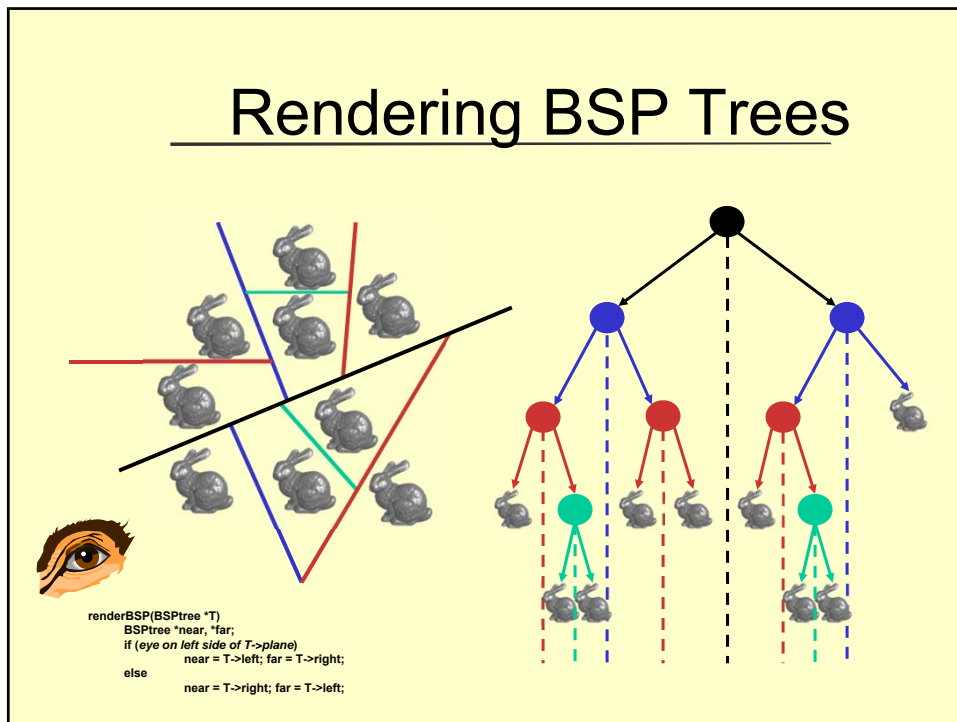 Rendering BSP Trees
renderBSP(BSPtree *T)
BSPtree *near, *far;
if (eye on left side of T->plane)
near = T->left; far = T->right;
else
near = T->right; far = T->left;